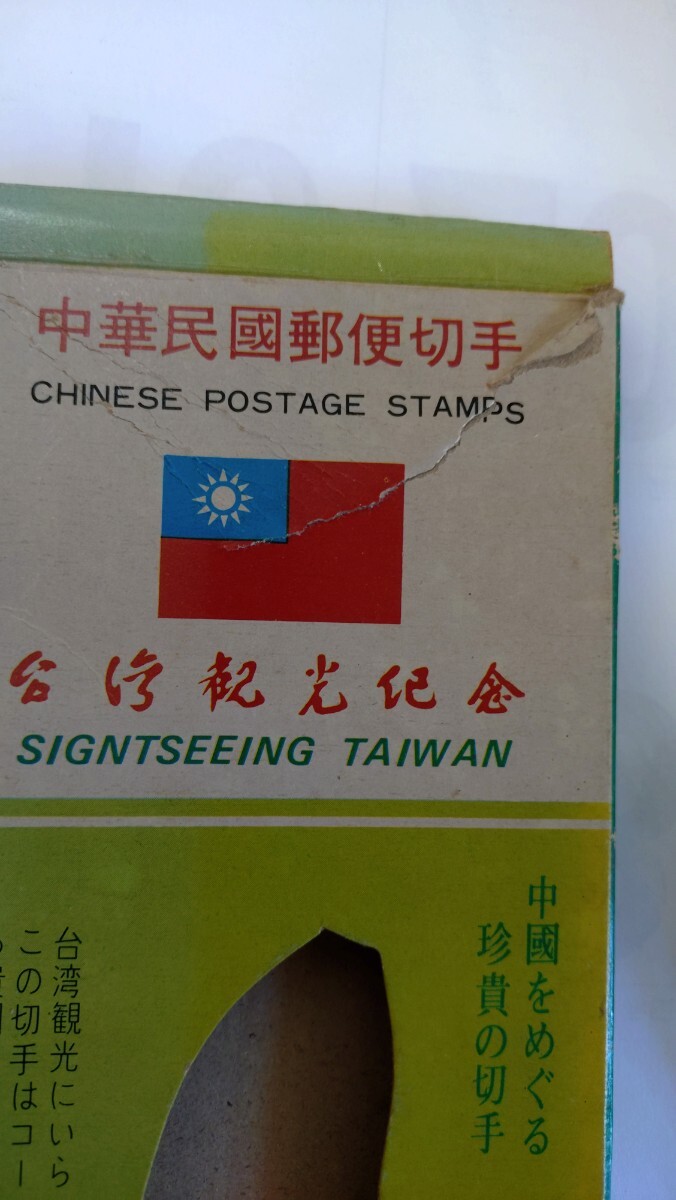 中華民國郵便切手
CHINESE POSTAGE STAMPS
台湾観光纪念
SIGNTSEEING TAIWAN
中國をめぐる
珍貴の切手
台湾観光にいら
この切手はコー